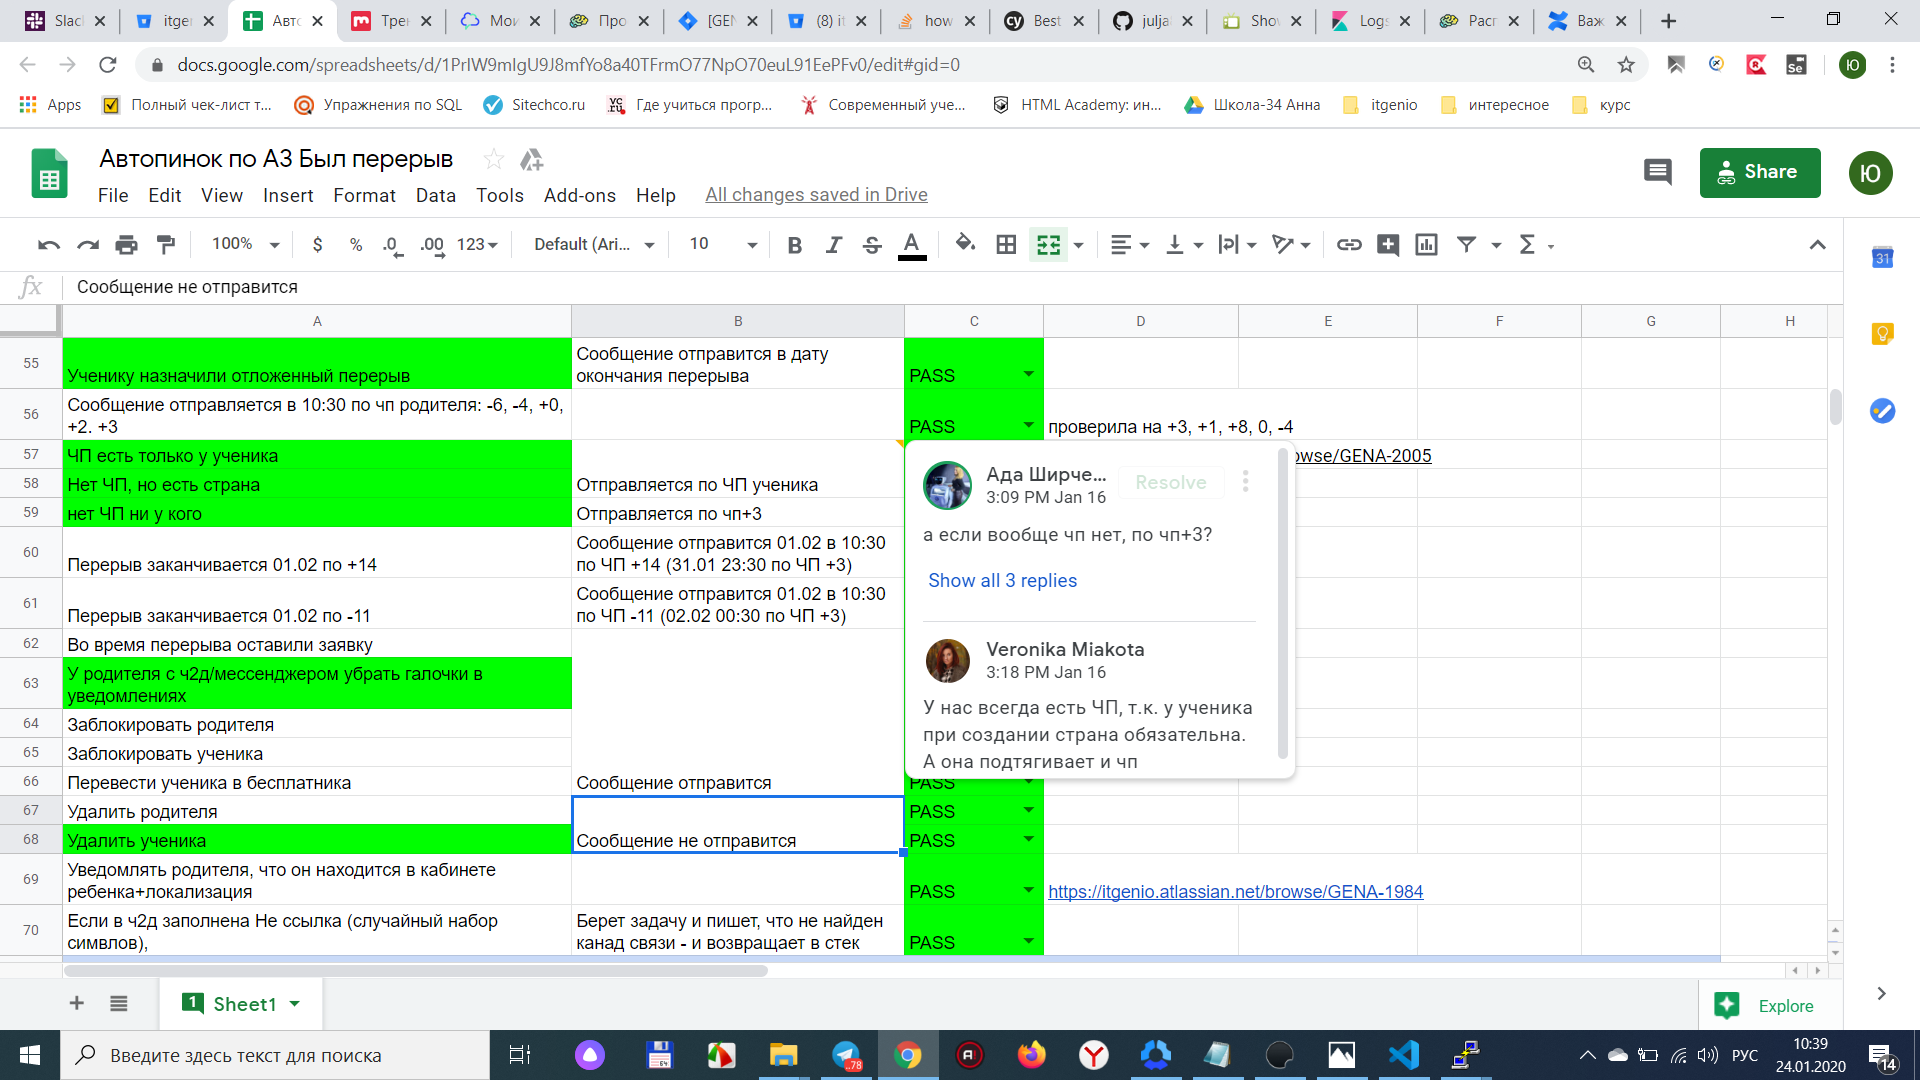 Slack
itgen
Авто
Трен
Мои
Про
[GEN
(8) it
how
Best
julja
Show
Logs
Расп
Важ
docs.google.com/spreadsheets/d/1PrIW9mIgU9J8mfYo8a40TFrmO77NpO70euL91EePFv0/edit#gid=0
Ю
Apps
Полный чек-лист т...
Упражнения по SQL
Sitechco.ru
Где учиться прогр...
Современный уче...
HTML Academy: ин...
Школа-34 Анна
itgenio
интересное
курс
Автопинок по АЗ Был перерыв
File Edit View Insert Format Data Tools Add-ons Help
All changes saved in Drive
Share
Ю
100%
$ % .0 .00 123
Default (Ari...
10
B I S A
31
fx
Сообщение не отправится
A B C D E F G H
55 Ученику назначили отложенный перерыв
Сообщение отправится в дату
окончания перерыва
PASS
56 Сообщение отправляется в 10:30 по чп родителя: -6, -4, +0,
+2. +3
PASS
проверила на +3, +1, +8, 0, -4
57 ЧП есть только у ученика
owse/GENA-2005
58 Нет ЧП, но есть страна
Отправляется по ЧП ученика
59 нет ЧП ни у кого
Отправляется по чп+3
60 Перерыв заканчивается 01.02 по +14
Сообщение отправится 01.02 в 10:30
по ЧП +14 (31.01 23:30 по ЧП +3)
61 Перерыв заканчивается 01.02 по -11
Сообщение отправится 01.02 в 10:30
по ЧП -11 (02.02 00:30 по ЧП +3)
62 Во время перерыва оставили заявку
63 У родителя с ч2д/мессенджером убрать галочки в
уведомлениях
64 Заблокировать родителя
65 Заблокировать ученика
66 Перевести ученика в бесплатника
Сообщение отправится
PASS
67 Удалить родителя
PASS
68 Удалить ученика
Сообщение не отправится
PASS
69 Уведомлять родителя, что он находится в кабинете
ребенка+локализация
PASS
https://itgenio.atlassian.net/browse/GENA-1984
70 Если в ч2д заполнена Не ссылка (случайный набор
симвлов),
Берет задачу и пишет, что не найден
канад связи - и возвращает в стек
PASS
Ада Ширче...
3:09 PM Jan 16
Resolve
а если вообще чп нет, по чп+3?
Show all 3 replies
Veronika Miakota
3:18 PM Jan 16
У нас всегда есть ЧП, т.к. у ученика
при создании страна обязательна.
А она подтягивает и чп
1 Sheet1
Explore
Введите здесь текст для поиска
РУС
10:39
24.01.2020
14